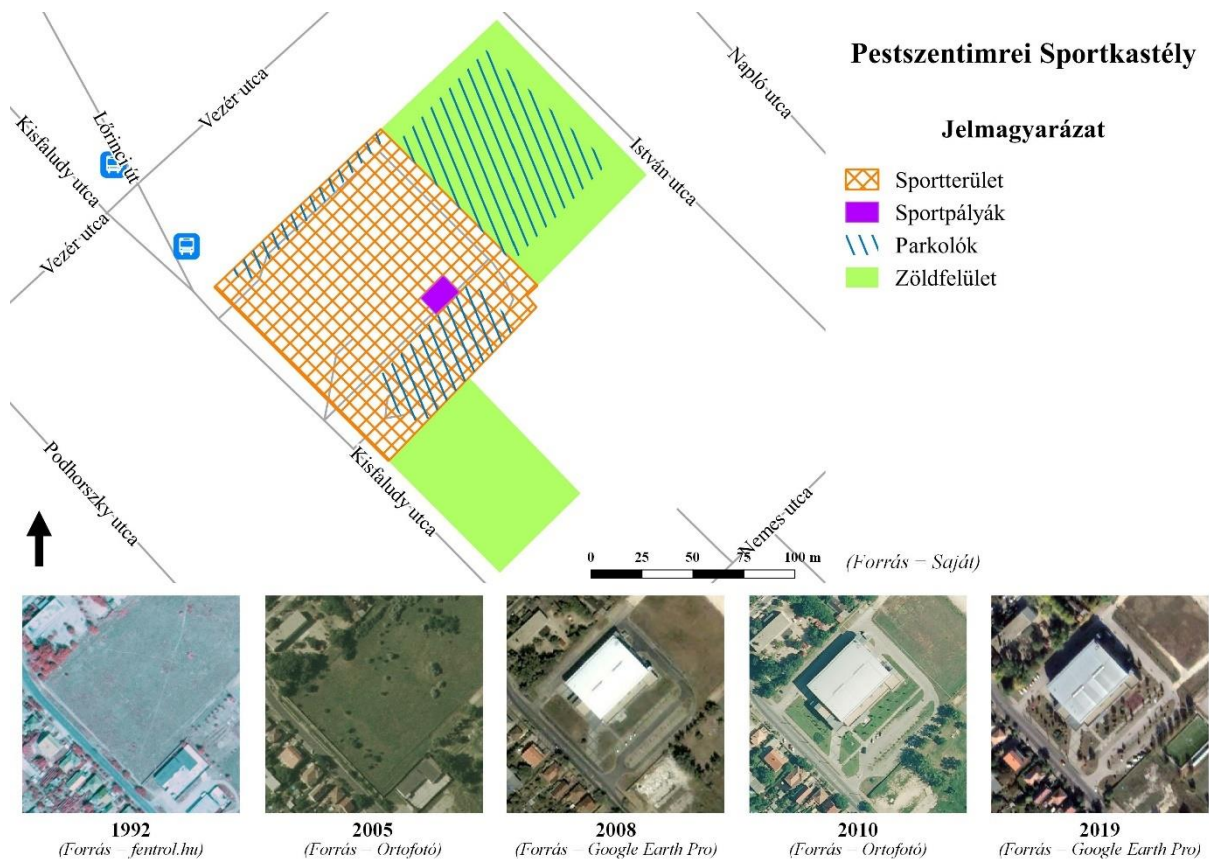 Pestszentimrei Sportkastély
Jelmagyarázat
Sportterület
Sportpályák
Parkolók
Zöldfelület
Vezér utca
Napló utca
Lőrinci út
Kisfaludy utca
István utca
Vezér utca
Podhorszky utca
Kisfaludy utca
Nemes utca
0 25 50 75 100 m
(Forrás – Saját)
1992
(Forrás – fentrol.hu)
2005
(Forrás – Ortofotó)
2008
(Forrás – Google Earth Pro)
2010
(Forrás – Ortofotó)
2019
(Forrás – Google Earth Pro)